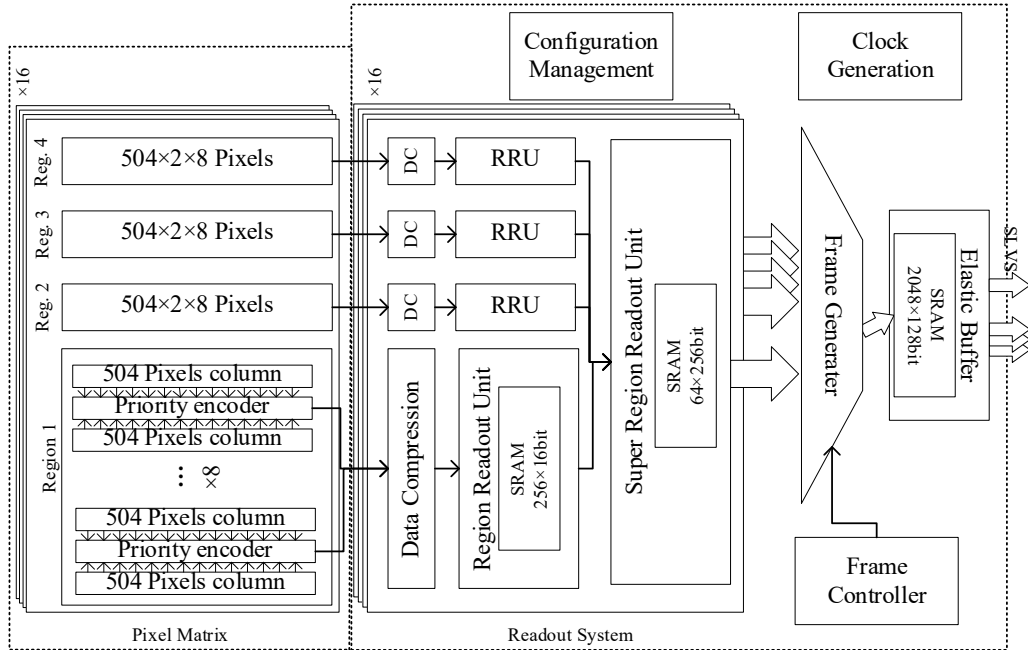 ×16
Reg. 4
504×2×8 Pixels
Reg. 3
504×2×8 Pixels
Reg. 2
504×2×8 Pixels
Region 1
504 Pixels column
Priority encoder
504 Pixels column
... ×8
504 Pixels column
Priority encoder
504 Pixels column
Pixel Matrix
×16
DC
RRU
DC
RRU
DC
RRU
Data Compression
Region Readout Unit
SRAM
256×16bit
Super Region Readout Unit
SRAM
64×256bit
Readout System
Configuration
Management
Clock
Generation
Frame Generater
Elastic Buffer
SRAM
2048×128bit
SLVS
Frame
Controller